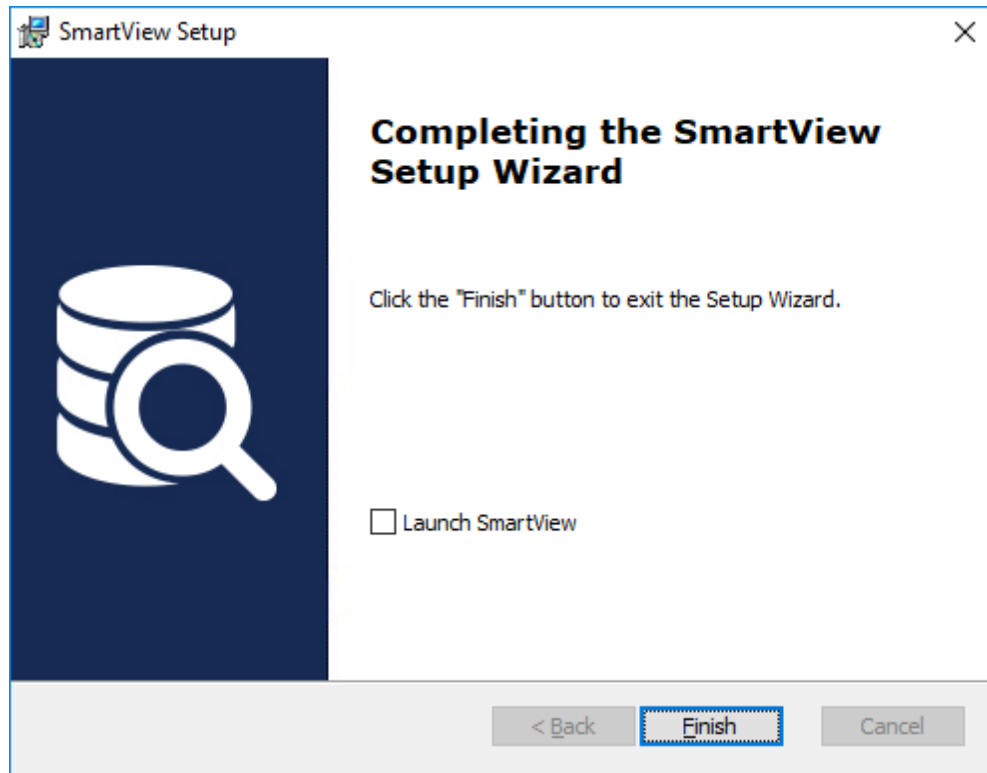 SmartView Setup
Completing the SmartView
Setup Wizard
Click the "Finish" button to exit the Setup Wizard.
Launch SmartView
< Back
Finish
Cancel